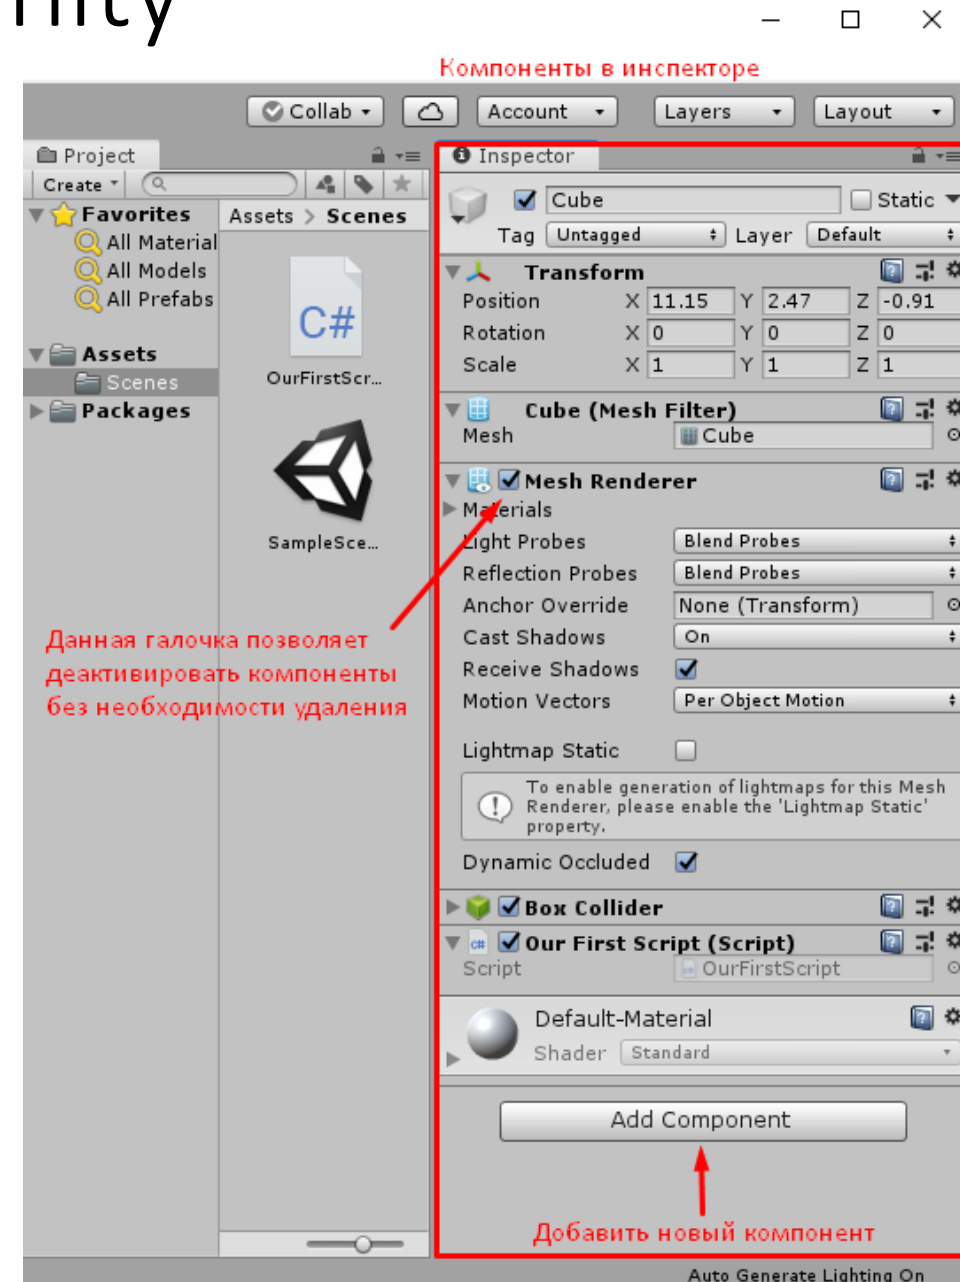 nity
Компоненты в инспекторе
Collab Account Layers Layout
Project
Create
Favorites
All Material
All Models
All Prefabs
Assets
Scenes
Packages
Assets > Scenes
C#
OurFirstScr...
SampleSce...
Данная галочка позволяет
деактивировать компоненты
без необходимости удаления
Inspector
Cube Static
Tag Untagged Layer Default
Transform
Position X 11.15 Y 2.47 Z -0.91
Rotation X 0 Y 0 Z 0
Scale X 1 Y 1 Z 1
Cube (Mesh Filter)
Mesh Cube
Mesh Renderer
Materials
Light Probes Blend Probes
Reflection Probes Blend Probes
Anchor Override None (Transform)
Cast Shadows On
Receive Shadows
Motion Vectors Per Object Motion
Lightmap Static
To enable generation of lightmaps for this Mesh
Renderer, please enable the 'Lightmap Static'
property.
Dynamic Occluded
Box Collider
c# Our First Script (Script)
Script OurFirstScript
Default-Material
Shader Standard
Add Component
Добавить новый компонент
Auto Generate Lighting On